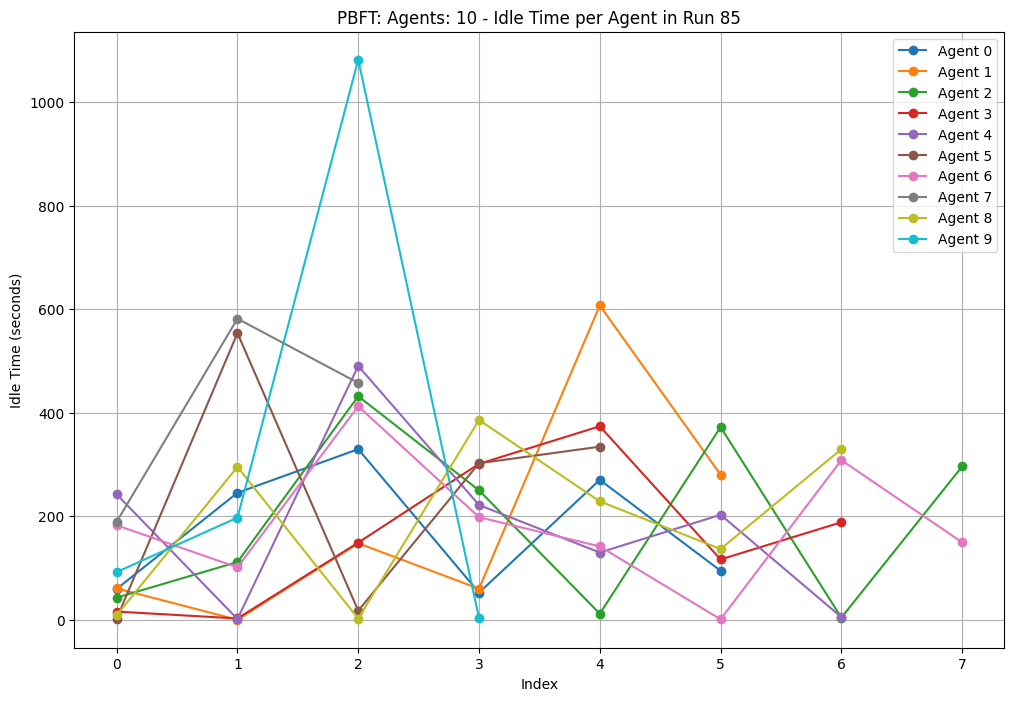 PBFT: Agents: 10 - Idle Time per Agent in Run 85
Idle Time (seconds)
1000
800
600
400
200
0
0 1 2 3 4 5 6 7
Index
Agent 0
Agent 1
Agent 2
Agent 3
Agent 4
Agent 5
Agent 6
Agent 7
Agent 8
Agent 9